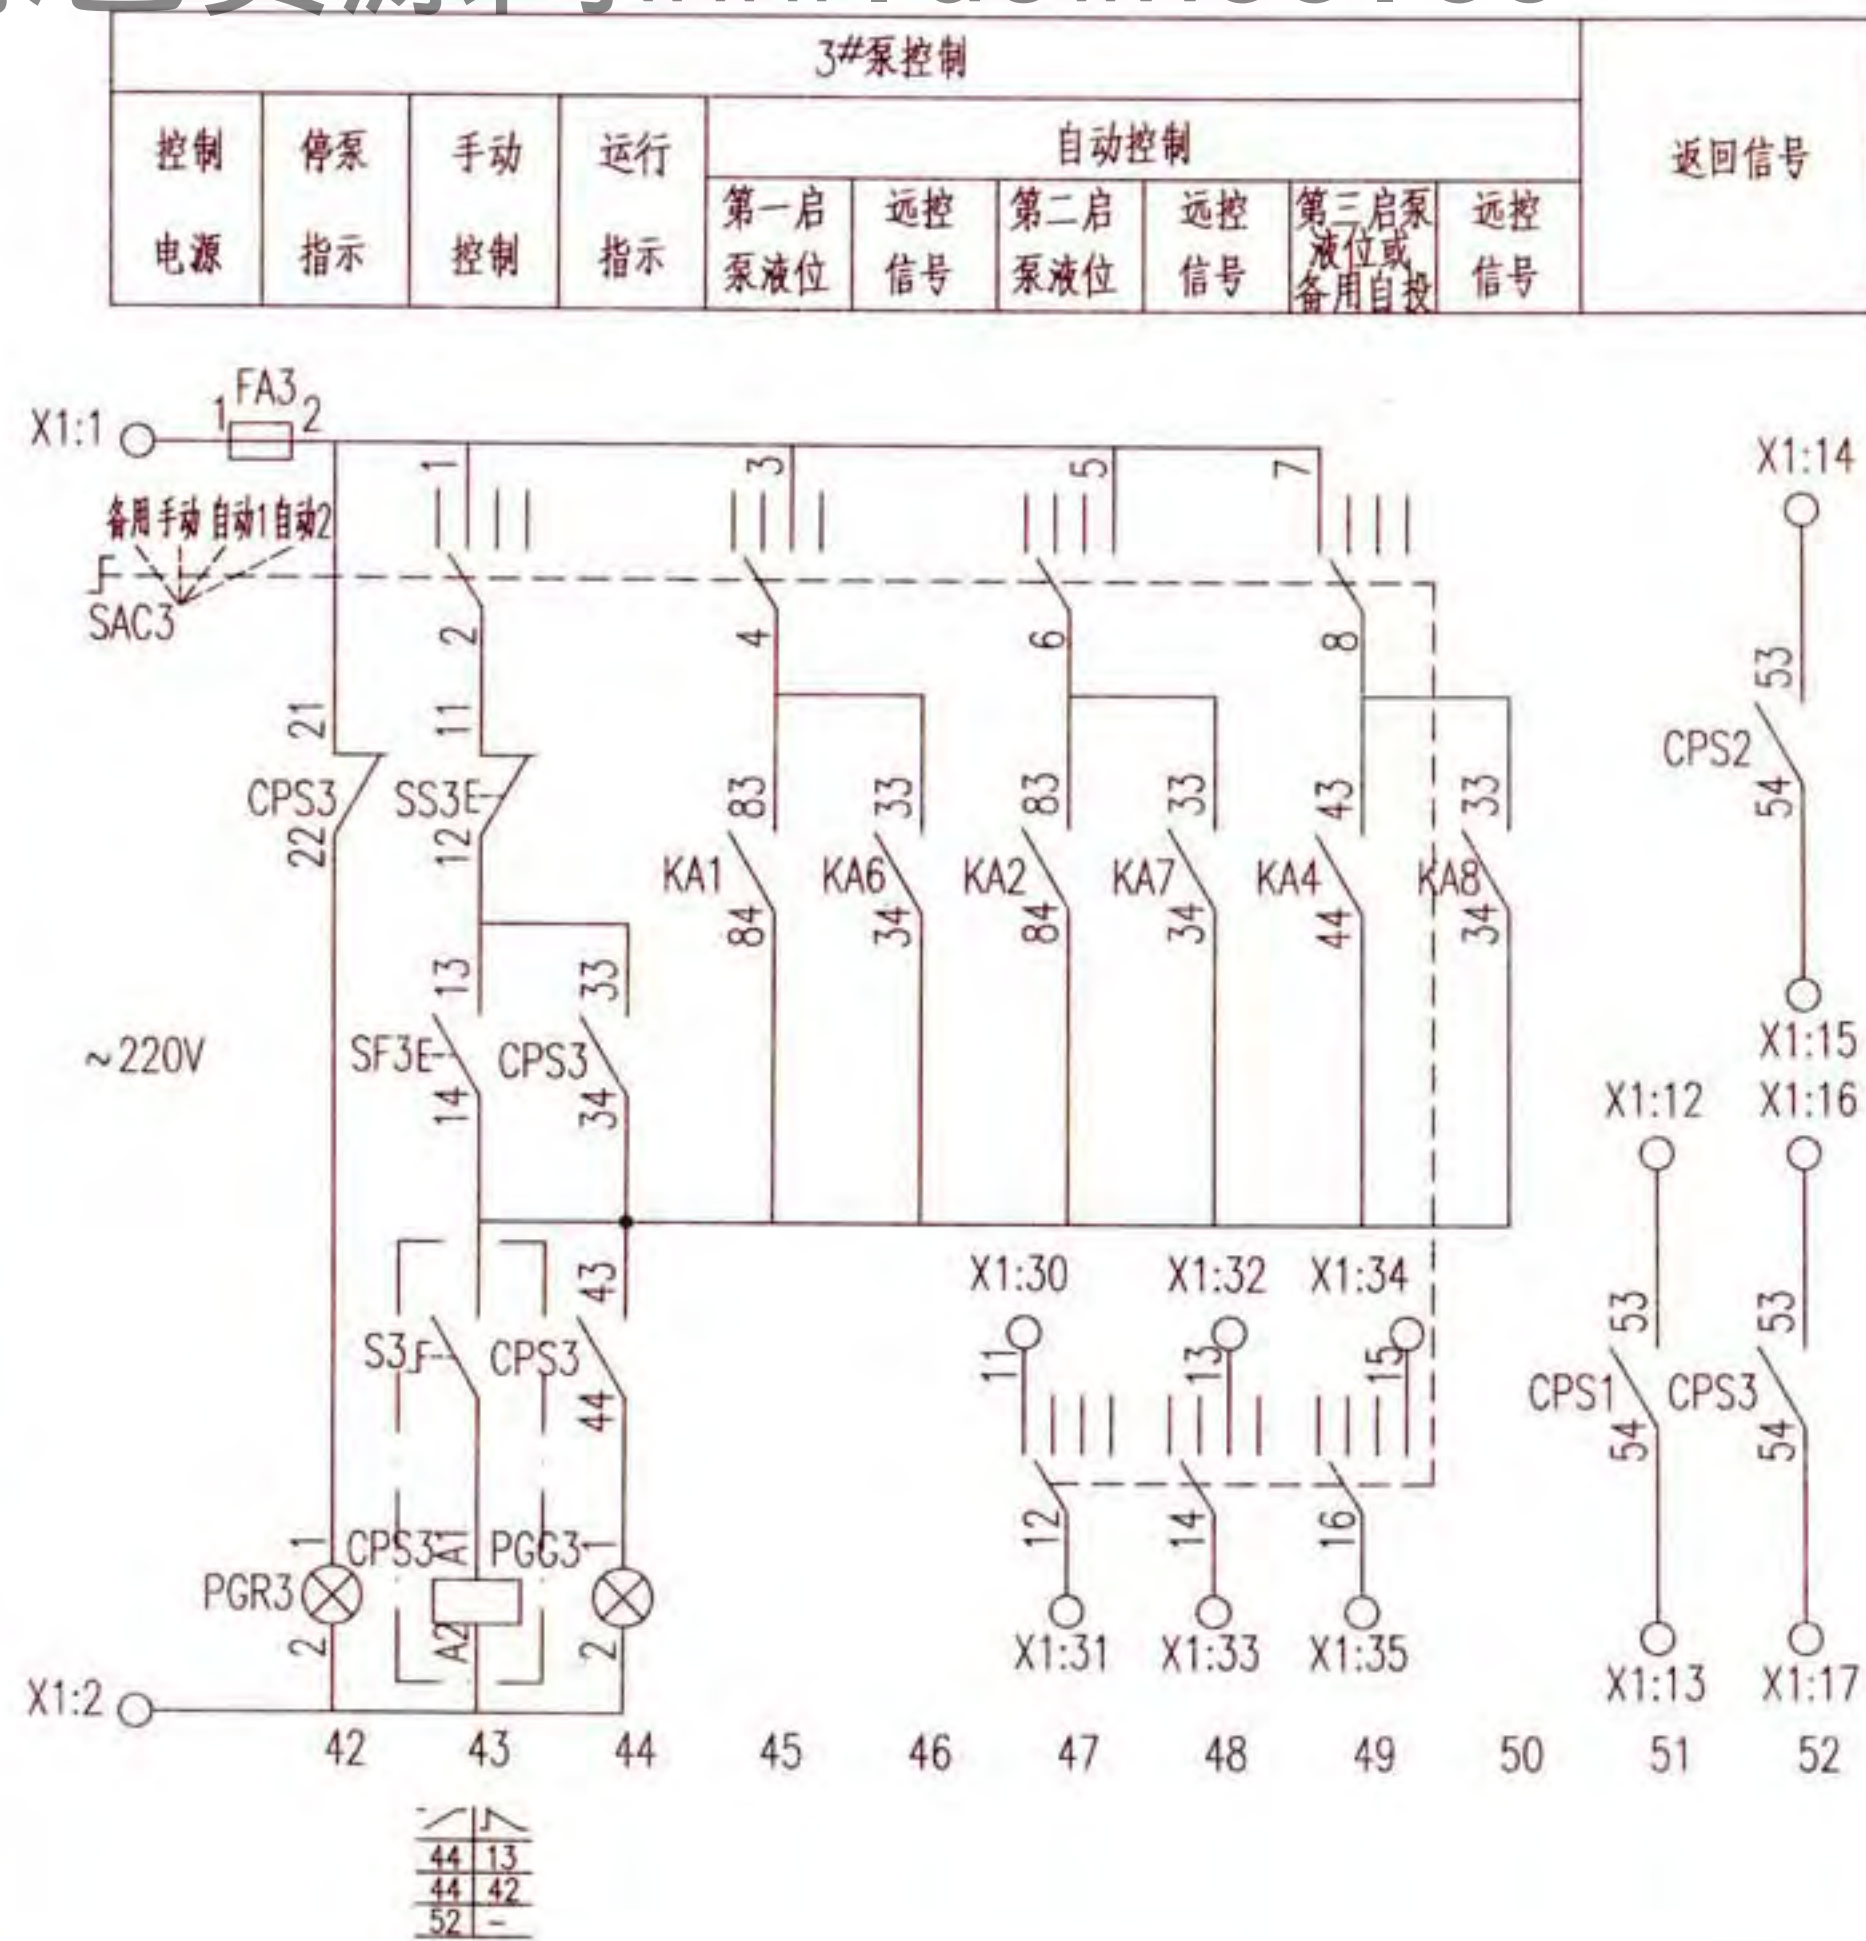 3#泵控制
控制
电源
停泵
指示
手动
控制
运行
指示
自动控制
第一启
泵液位
远控
信号
第二启
泵液位
远控
信号
第三启泵
液位或
备用自投
远控
信号
返回信号
X1:1
1 FA3 2
备用 手动 自动1 自动2
SAC3
1
3
5
7
2
4
6
8
X1:14
21
CPS3
22
11
SS3E
12
83
KA1
84
33
KA6
34
83
KA2
84
33
KA7
34
43
KA4
44
33
KA8
34
53
CPS2
54
X1:15
~220V
13
SF3E
14
33
CPS3
34
X1:12
X1:16
43
S3
CPS3
44
X1:30
X1:32
X1:34
11
13
15
12
14
16
X1:31
X1:33
X1:35
53
CPS1
54
53
CPS3
54
X1:13
X1:17
1
PGR3
2
CPS3
A1
A2
PGG3
1
2
X1:2
42 43 44 45 46 47 48 49 50 51 52
44 13
44 42
52 -